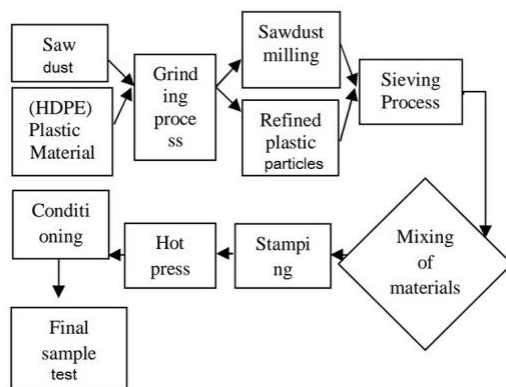 Saw
dust
(HDPE)
Plastic
Material
Grind
ing proce
ss
Sawdust
milling
Refined
plastic
particles
Sieving
Process
Mixing
of
materials
Stampi
ng
Hot
press
Conditi
oning
Final
sample
test